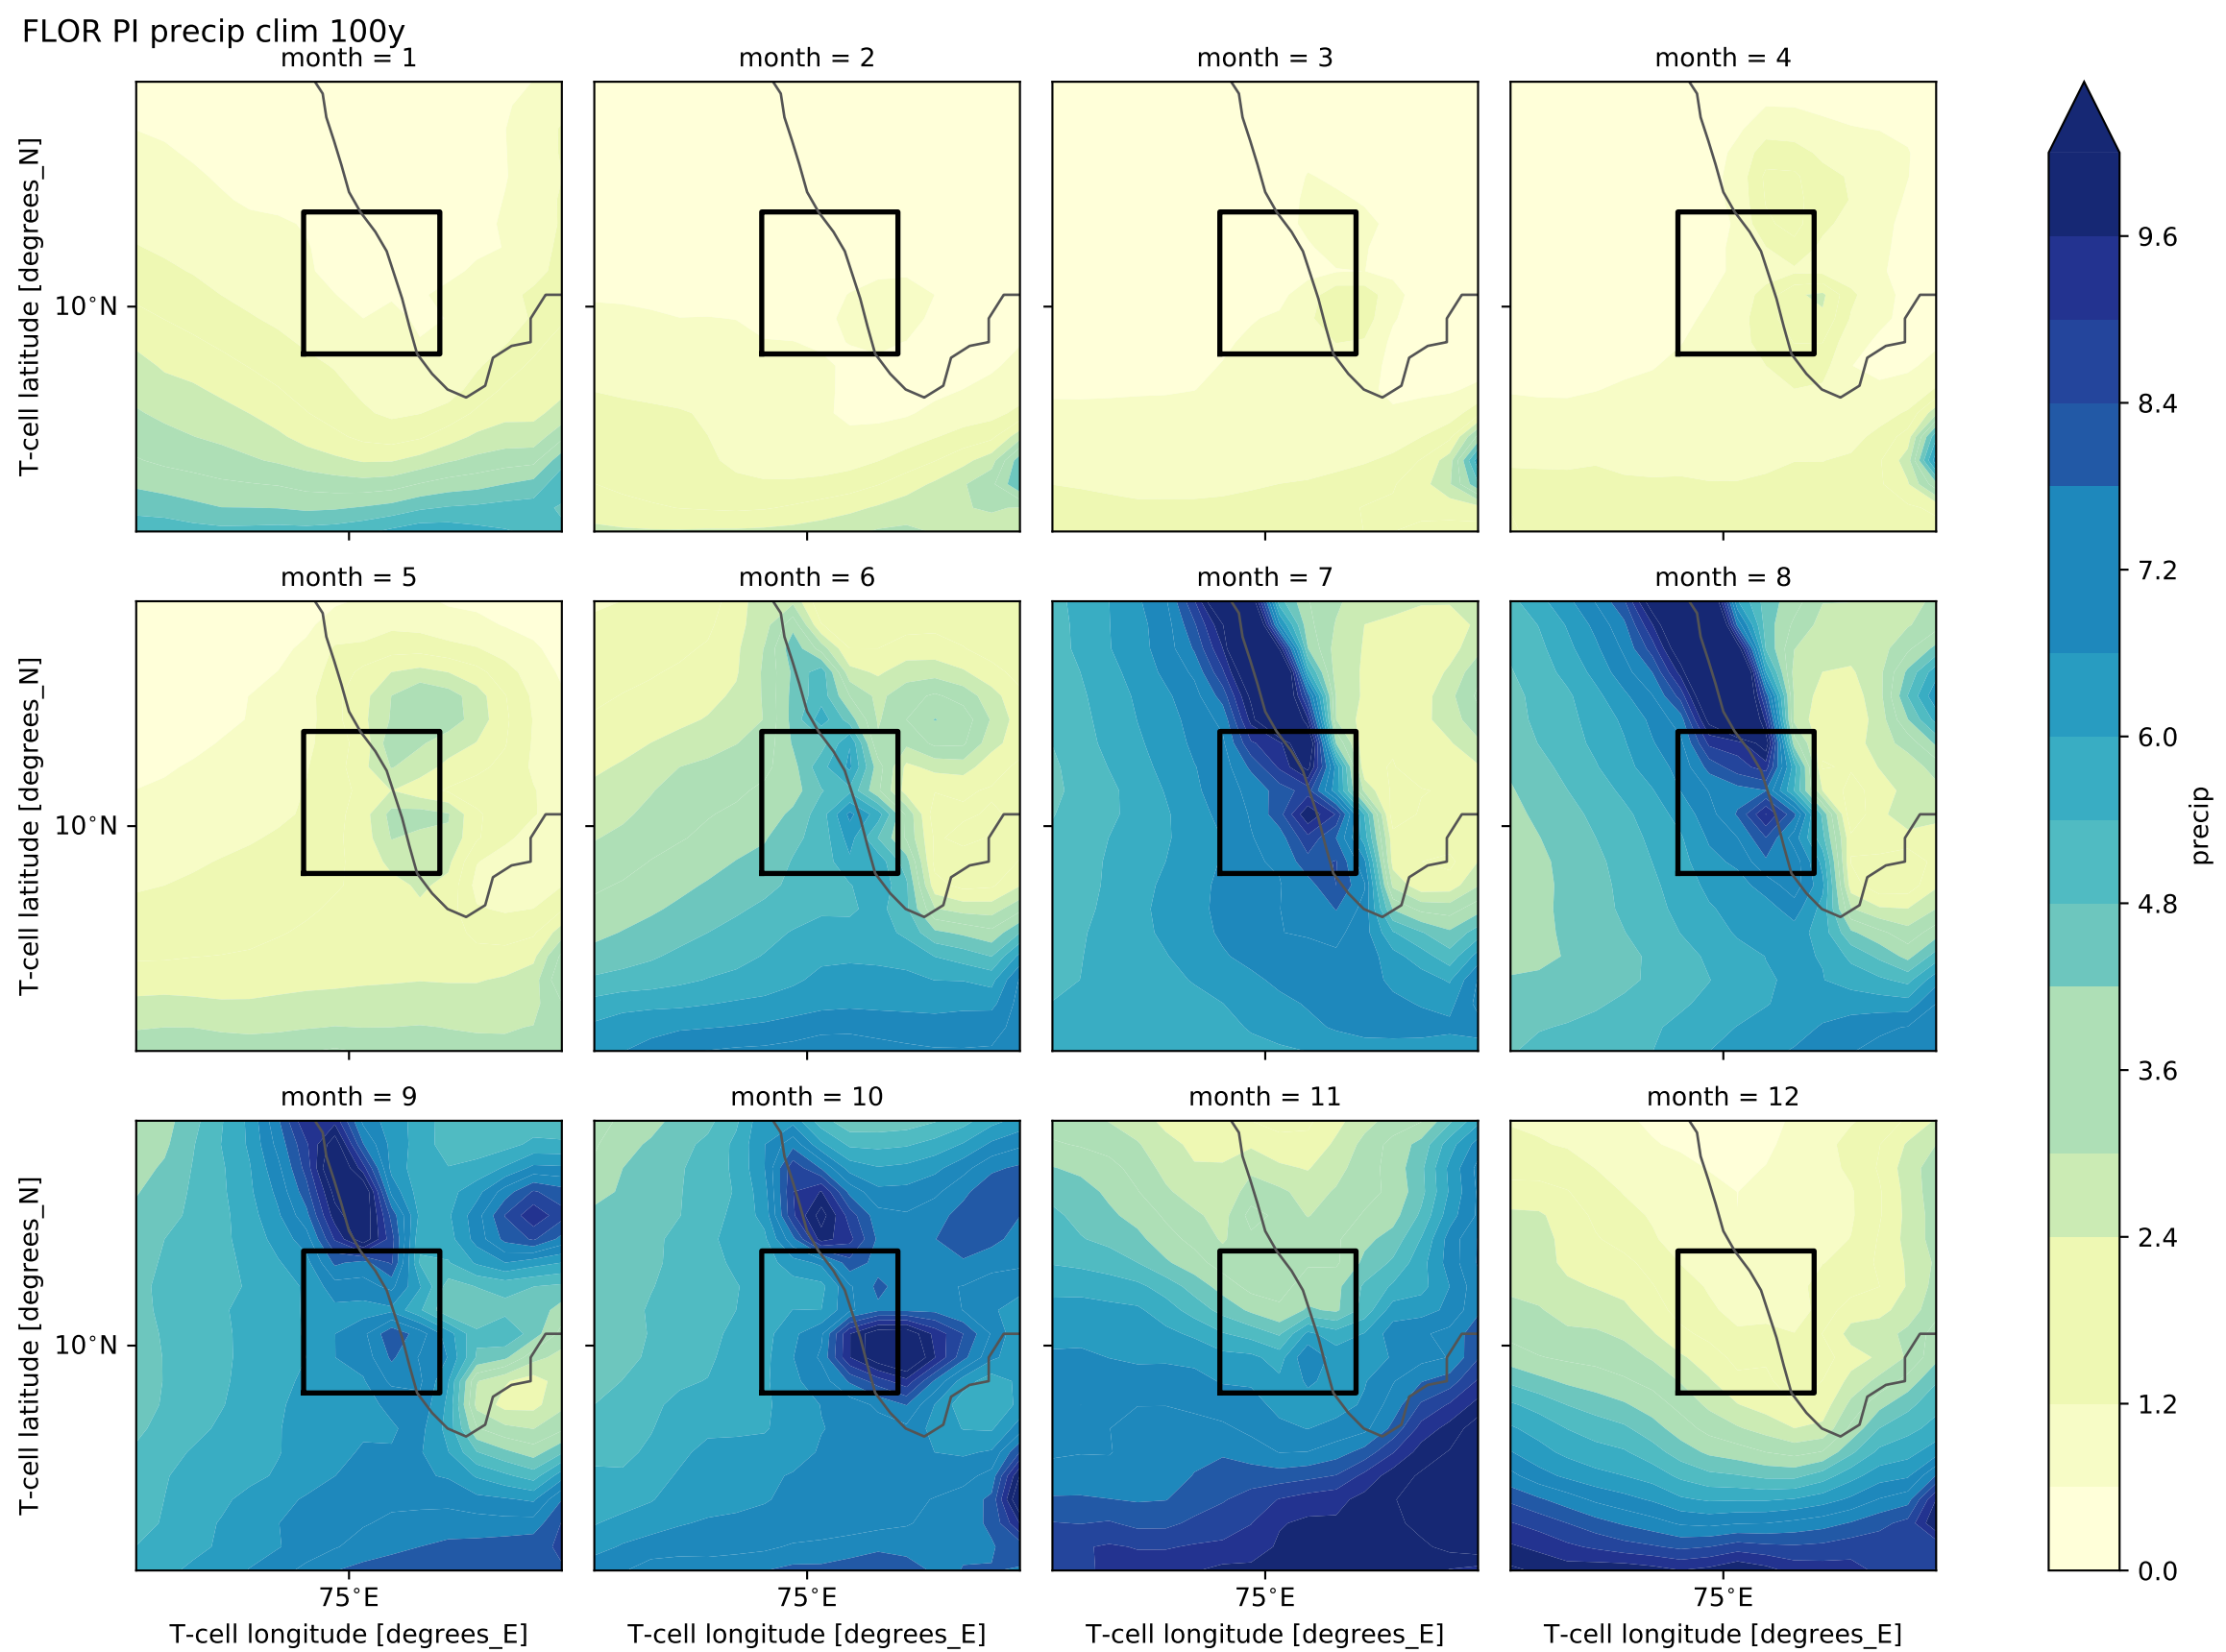 FLOR PI precip clim 100y
month = 1
month = 2
month = 3
month = 4
T-cell latitude [degrees_N]
10°N
month = 5
month = 6
month = 7
month = 8
T-cell latitude [degrees_N]
10°N
month = 9
month = 10
month = 11
month = 12
T-cell latitude [degrees_N]
10°N
75°E
75°E
75°E
75°E
T-cell longitude [degrees_E]
T-cell longitude [degrees_E]
T-cell longitude [degrees_E]
T-cell longitude [degrees_E]
9.6
8.4
7.2
6.0
4.8
3.6
2.4
1.2
0.0
precip